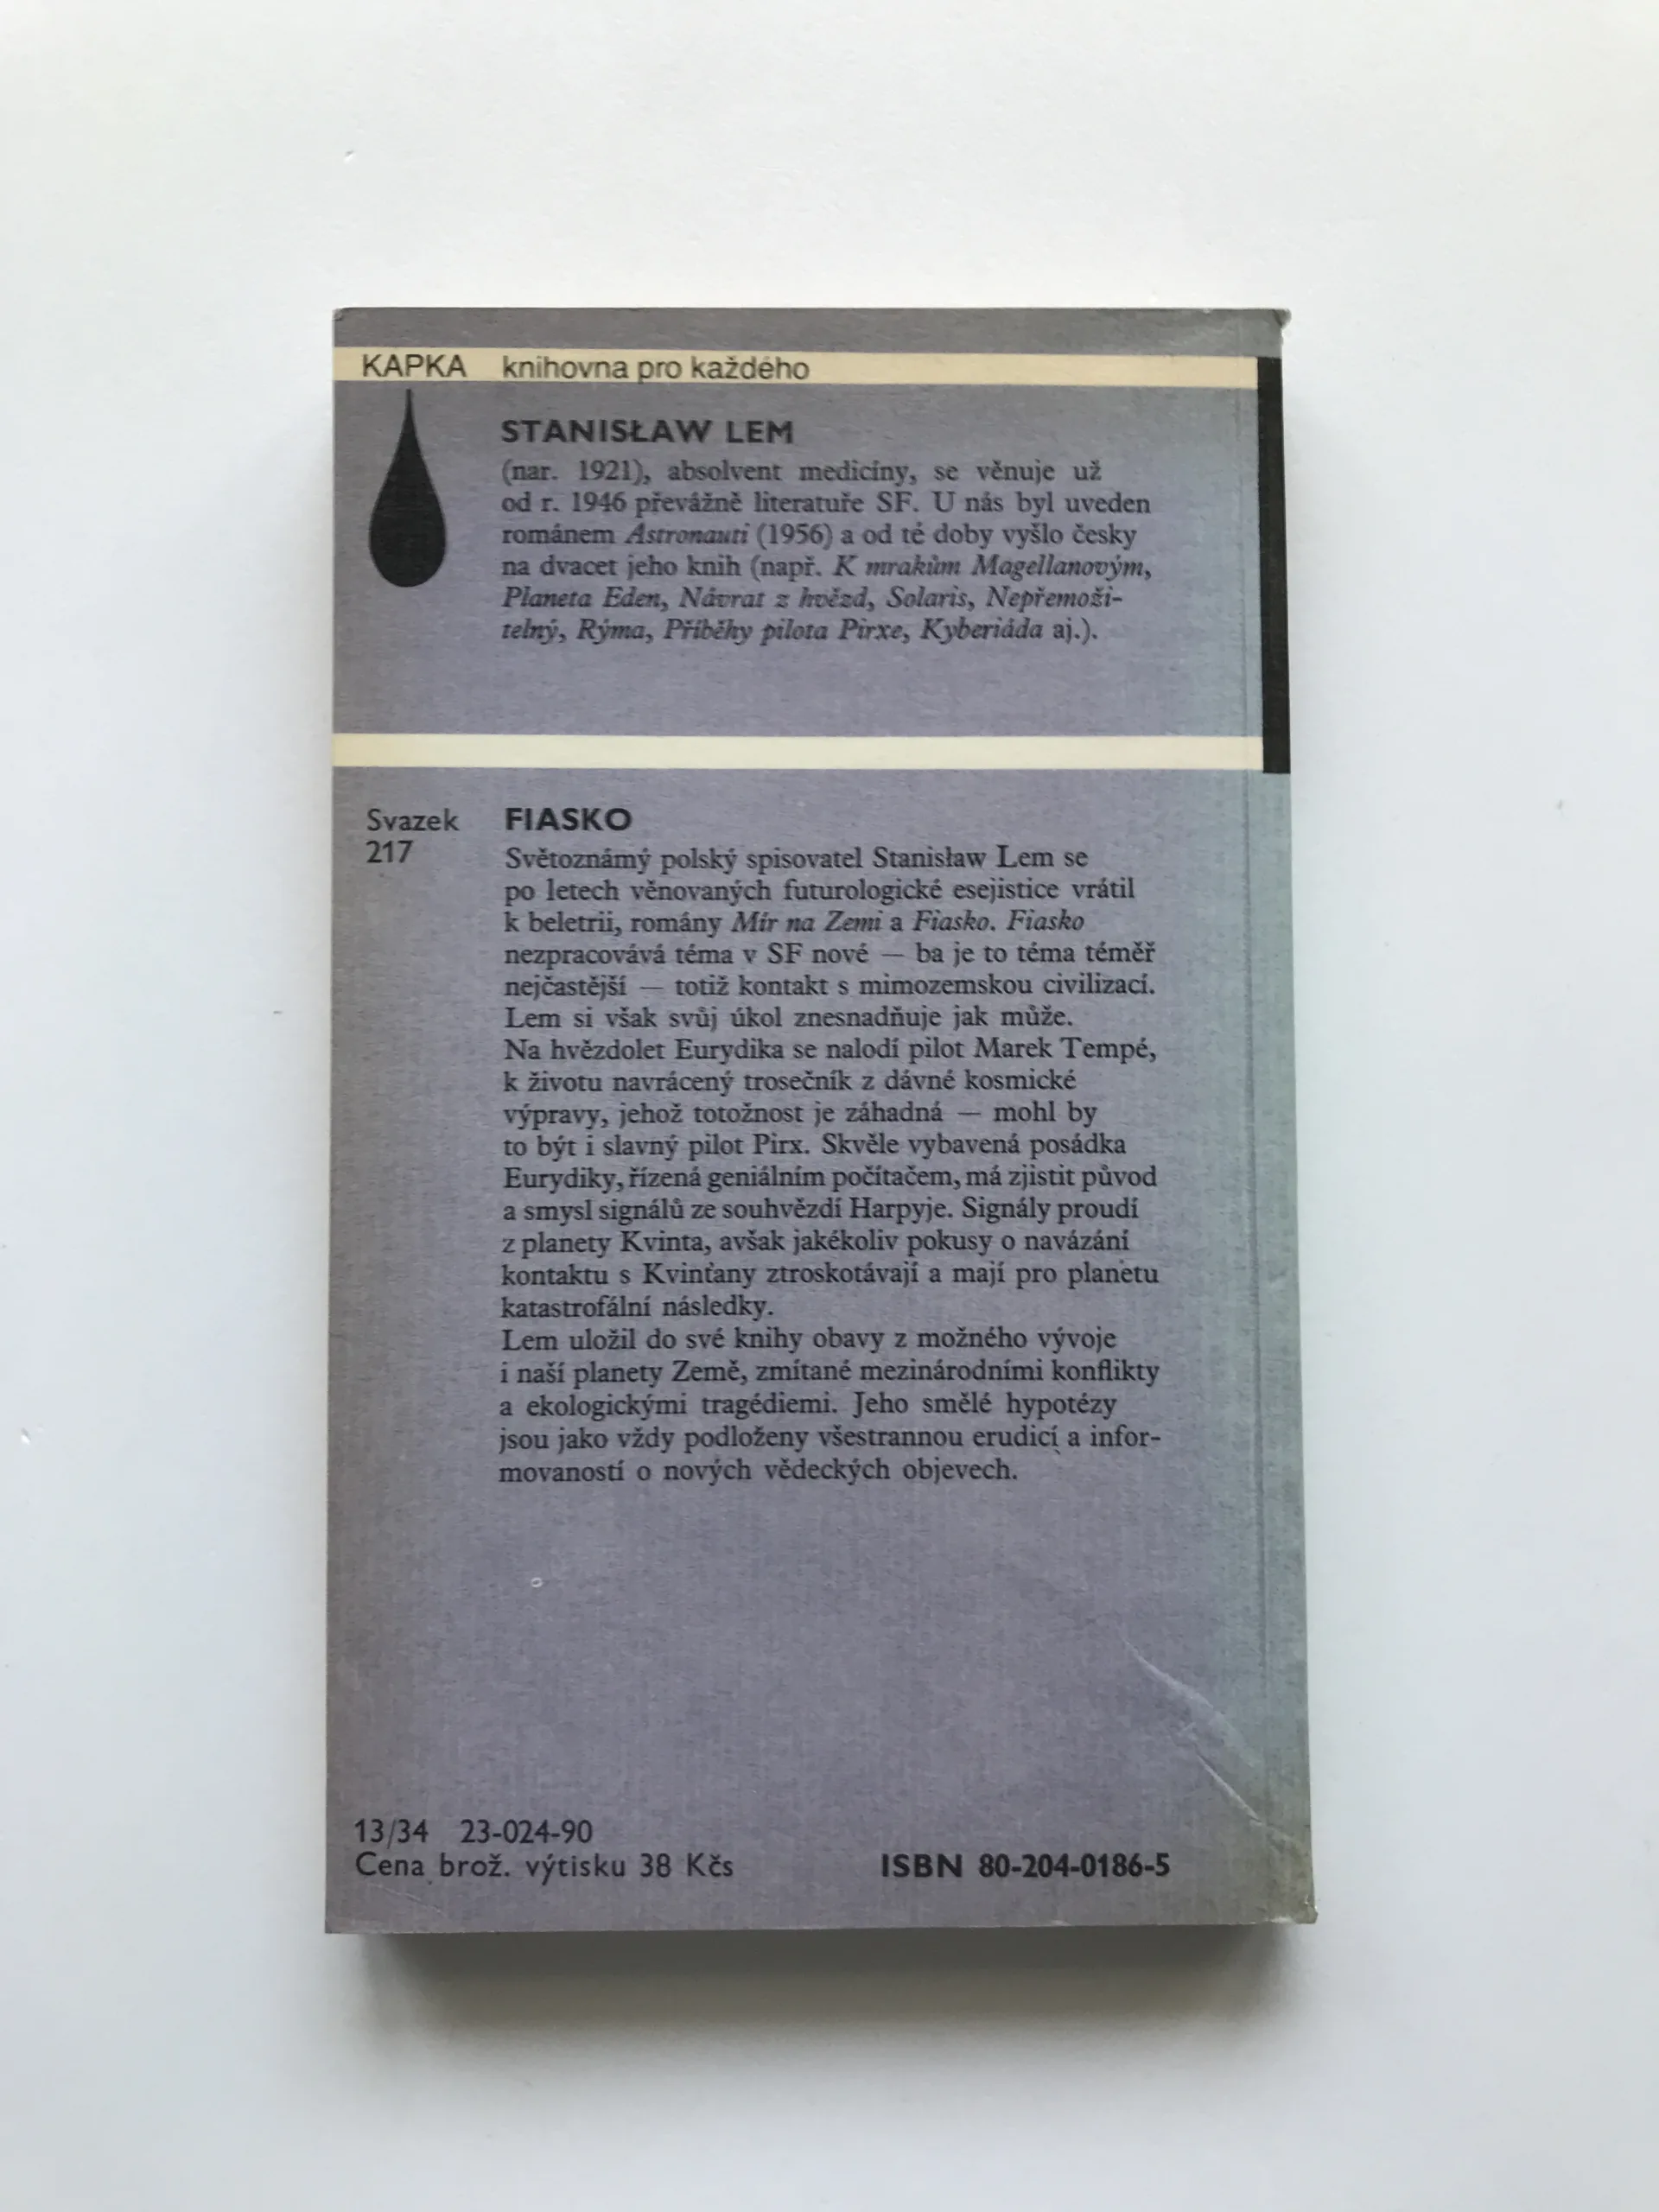 KAPKA knihovna pro každého
STANISŁAW LEM
(nar. 1921), absolvent medicíny, se věnuje už
od r. 1946 převážně literatuře SF. U nás byl uveden
románem Astronauti (1956) a od té doby vyšlo česky
na dvacet jeho knih (např. K mrakům Magellanovým,
Planeta Eden, Návrat z hvězd, Solaris, Nepřemoži-
telný, Rýma, Příběhy pilota Pirxe, Kyberiáda aj.).
Svazek
217
FIASKO
Světoznámý polský spisovatel Stanisław Lem se
po letech věnovaných futurologické esejistice vrátil
k beletrii, romány Mír na Zemi a Fiasko. Fiasko
nezpracovává téma v SF nové — ba je to téma téměř
nejčastější — totiž kontakt s mimozemskou civilizací.
Lem si však svůj úkol znesnadňuje jak může.
Na hvězdolet Eurydika se nalodí pilot Marek Tempé,
k životu navrácený trosečník z dávné kosmické
výpravy, jehož totožnost je záhadná — mohl by
to být i slavný pilot Pirx. Skvěle vybavená posádka
Eurydiky, řízená geniálním počítačem, má zjistit původ
a smysl signálů ze souhvězdí Harpyje. Signály proudí
z planety Kvinta, avšak jakékoliv pokusy o navázání
kontaktu s Kvinťany ztroskotávají a mají pro planetu
katastrofální následky.
Lem uložil do své knihy obavy z možného vývoje
i naší planety Země, zmítané mezinárodními konflikty
a ekologickými tragédiemi. Jeho smělé hypotézy
jsou jako vždy podloženy všestrannou erudicí a infor-
movaností o nových vědeckých objevech.
13/34 23-024-90
Cena brož. výtisku 38 Kčs
ISBN 80-204-0186-5